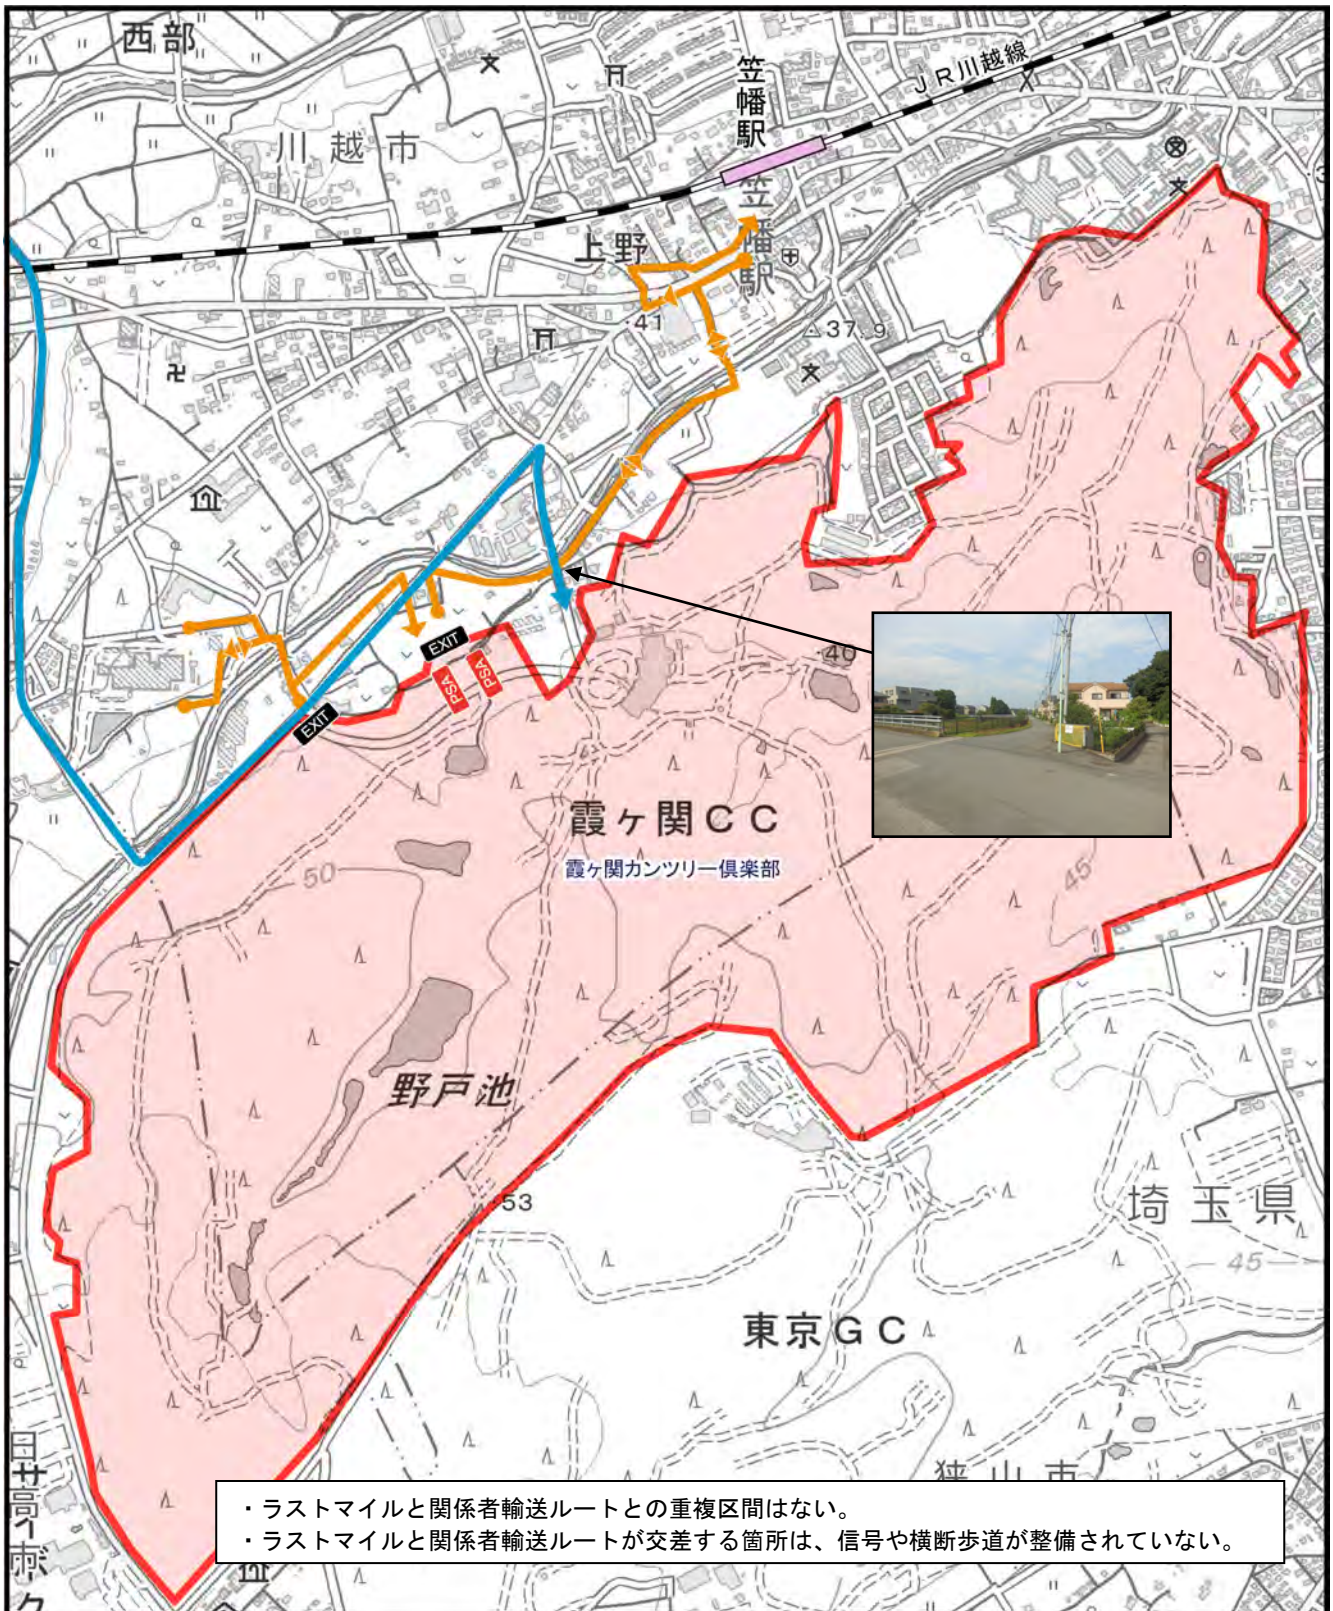 西部
川越市
笠幡駅
ＪＲ川越線
笠幡駅
上野
41
37.9
EXIT
PSA
PSA
EXIT
40
霞ヶ関ＣＣ
霞ヶ関カンツリー倶楽部
50
45
野戸池
53
埼玉県
45
東京ＧＣ
狭山市
・ラストマイルと関係者輸送ルートとの重複区間はない。
・ラストマイルと関係者輸送ルートが交差する箇所は、信号や横断歩道が整備されていない。